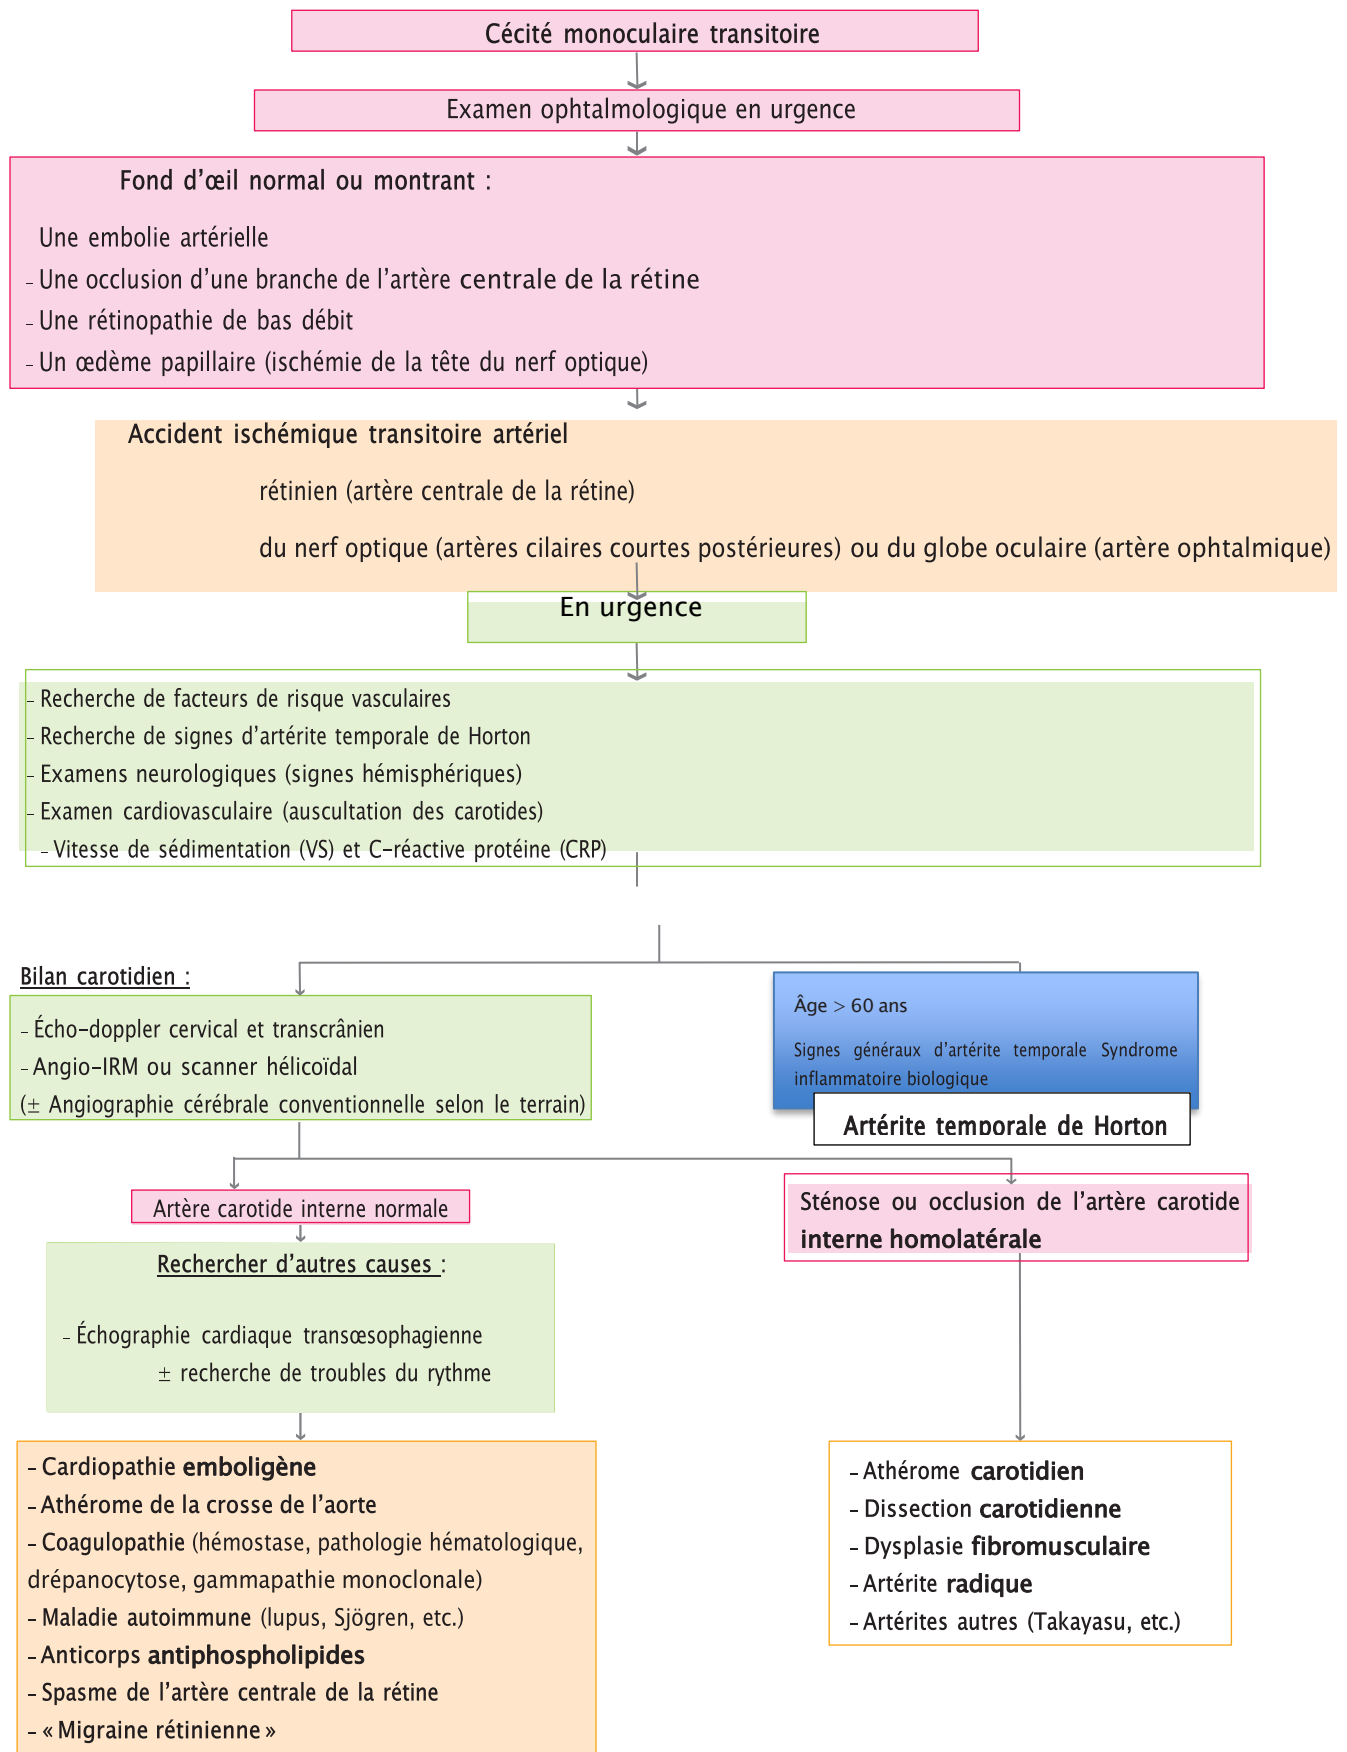 Cécité monoculaire transitoire
Examen ophtalmologique en urgence
Fond d’œil normal ou montrant :
Une embolie artérielle
- Une occlusion d’une branche de l’artère centrale de la rétine
- Une rétinopathie de bas débit
- Un œdème papillaire (ischémie de la tête du nerf optique)
Accident ischémique transitoire artériel
rétinien (artère centrale de la rétine)
du nerf optique (artères cilaires courtes postérieures) ou du globe oculaire (artère ophtalmique)
En urgence
- Recherche de facteurs de risque vasculaires
- Recherche de signes d’artérite temporale de Horton
- Examens neurologiques (signes hémisphériques)
- Examen cardiovasculaire (auscultation des carotides)
- Vitesse de sédimentation (VS) et C-réactive protéine (CRP)
Bilan carotidien :
- Écho-doppler cervical et transcrânien
- Angio-IRM ou scanner hélicoïdal
(± Angiographie cérébrale conventionnelle selon le terrain)
Âge > 60 ans
Signes généraux d’artérite temporale Syndrome
inflammatoire biologique
Artérite temporale de Horton
Artère carotide interne normale
Rechercher d’autres causes :
- Échographie cardiaque transœsophagienne
± recherche de troubles du rythme
Sténose ou occlusion de l’artère carotide
interne homolatérale
- Cardiopathie emboligène
- Athérome de la crosse de l’aorte
- Coagulopathie (hémostase, pathologie hématologique,
drépanocytose, gammapathie monoclonale)
- Maladie autoimmune (lupus, Sjögren, etc.)
- Anticorps antiphospholipides
- Spasme de l’artère centrale de la rétine
- « Migraine rétinienne »
- Athérome carotidien
- Dissection carotidienne
- Dysplasie fibromusculaire
- Artérite radique
- Artérites autres (Takayasu, etc.)